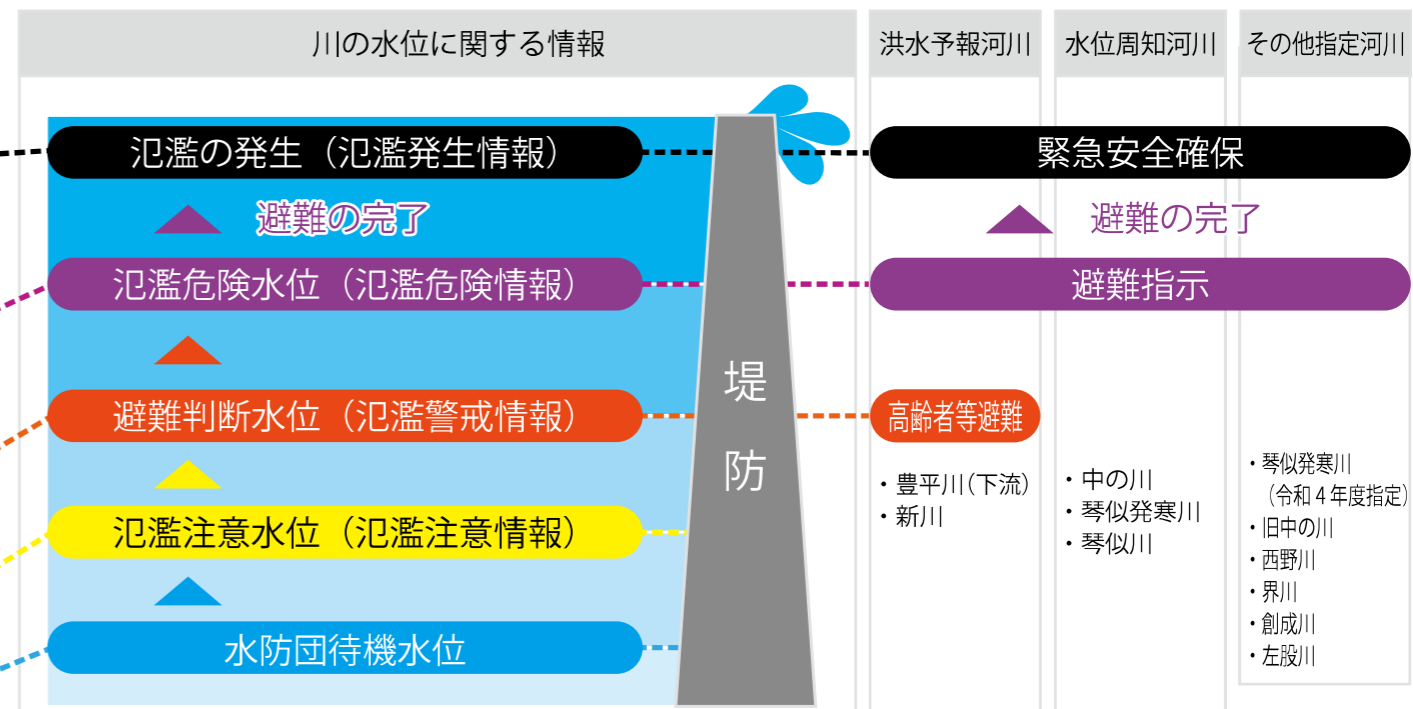 川の水位に関する情報
洪水予報河川
水位周知河川
その他指定河川
氾濫の発生（氾濫発生情報）
緊急安全確保
避難の完了
避難の完了
氾濫危険水位（氾濫危険情報）
避難指示
避難判断水位（氾濫警戒情報）
高齢者等避難
氾濫注意水位（氾濫注意情報）
水防団待機水位
堤防
・豊平川（下流）
・新川
・中の川
・琴似発寒川
・琴似川
・琴似発寒川
（令和４年度指定）
・旧中の川
・西野川
・界川
・創成川
・左股川